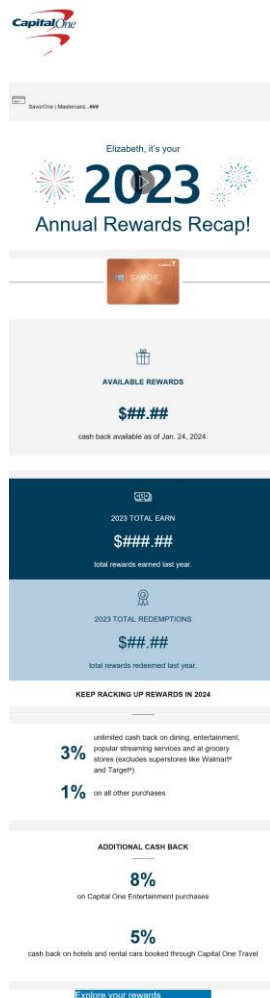 Capital One
SavorOne | Mastercard...###
Elizabeth, it's your
2023
Annual Rewards Recap!
Capital One
SAVOR
ONE
AVAILABLE REWARDS
$##.##
cash back available as of Jan. 24, 2024.
2023 TOTAL EARN
$###.##
total rewards earned last year.
2023 TOTAL REDEMPTIONS
$##.##
total rewards redeemed last year.
KEEP RACKING UP REWARDS IN 2024
3%
unlimited cash back on dining, entertainment,
popular streaming services and at grocery
stores (excludes superstores like Walmart®
and Target®)
1%
on all other purchases
ADDITIONAL CASH BACK
8%
on Capital One Entertainment purchases
5%
cash back on hotels and rental cars booked through Capital One Travel
Explore your rewards